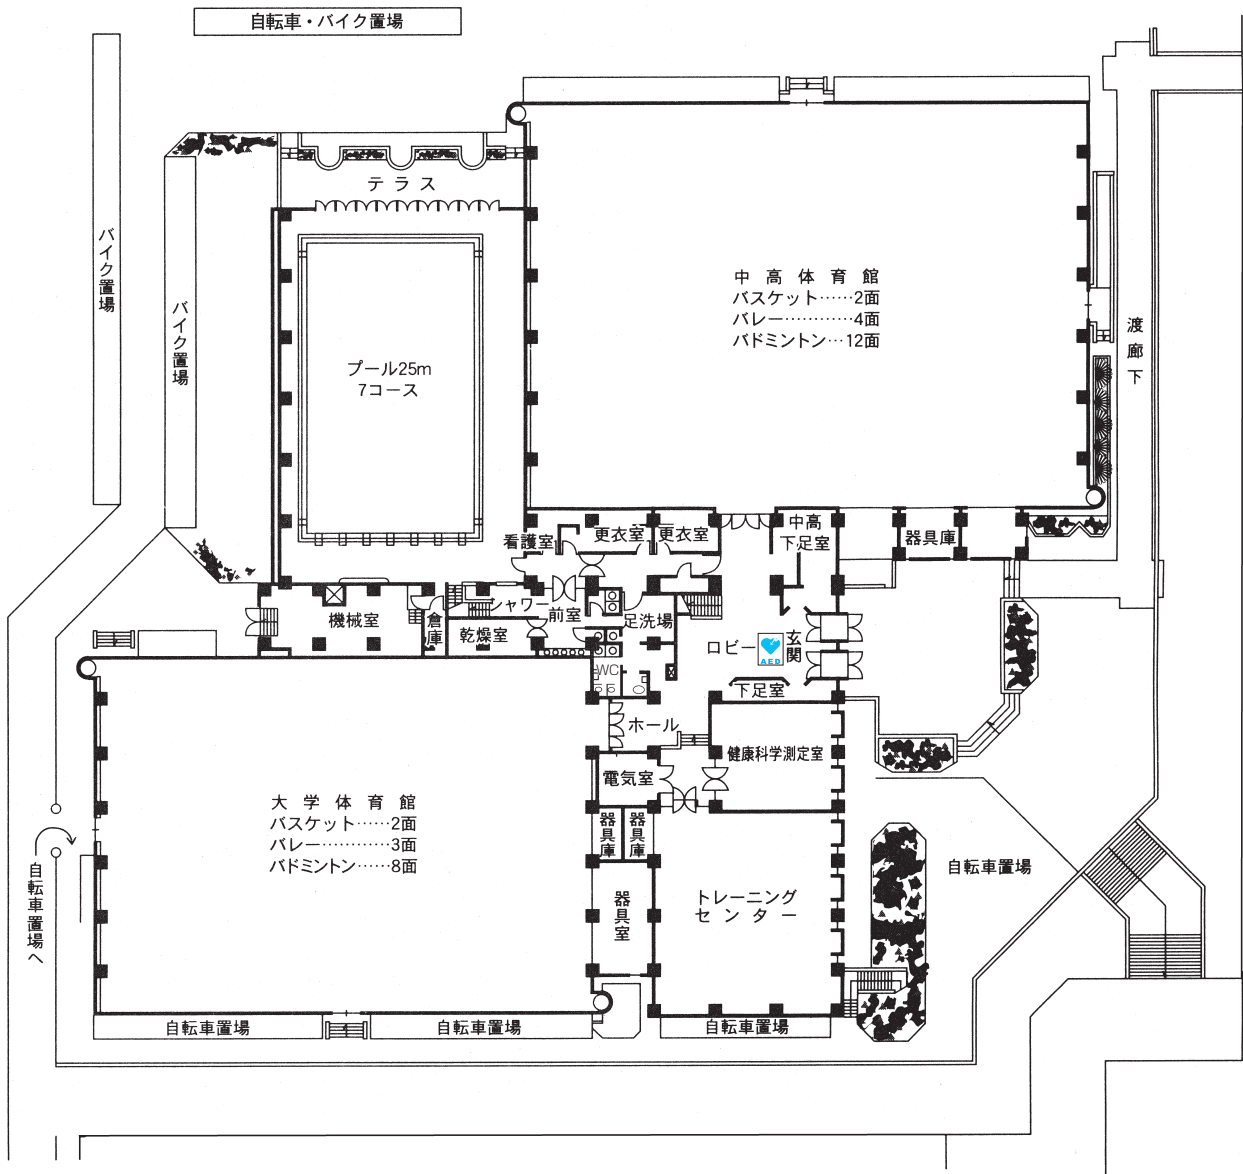 自転車・バイク置場
テラス
バイク置場
バイク置場
中高体育館
バスケット……2面
バレー…………4面
バドミントン…12面
渡廊下
プール25m
7コース
看護室
更衣室
更衣室
中高
下足室
器具庫
機械室
倉庫
シャワー
前室
乾燥室
足洗場
WC
ロビー
AED
玄関
下足室
ホール
健康科学測定室
電気室
大学体育館
バスケット……2面
バレー…………3面
バドミントン……8面
器具庫
器具庫
自転車置場へ
器具室
トレーニング
センター
自転車置場
自転車置場
自転車置場
自転車置場